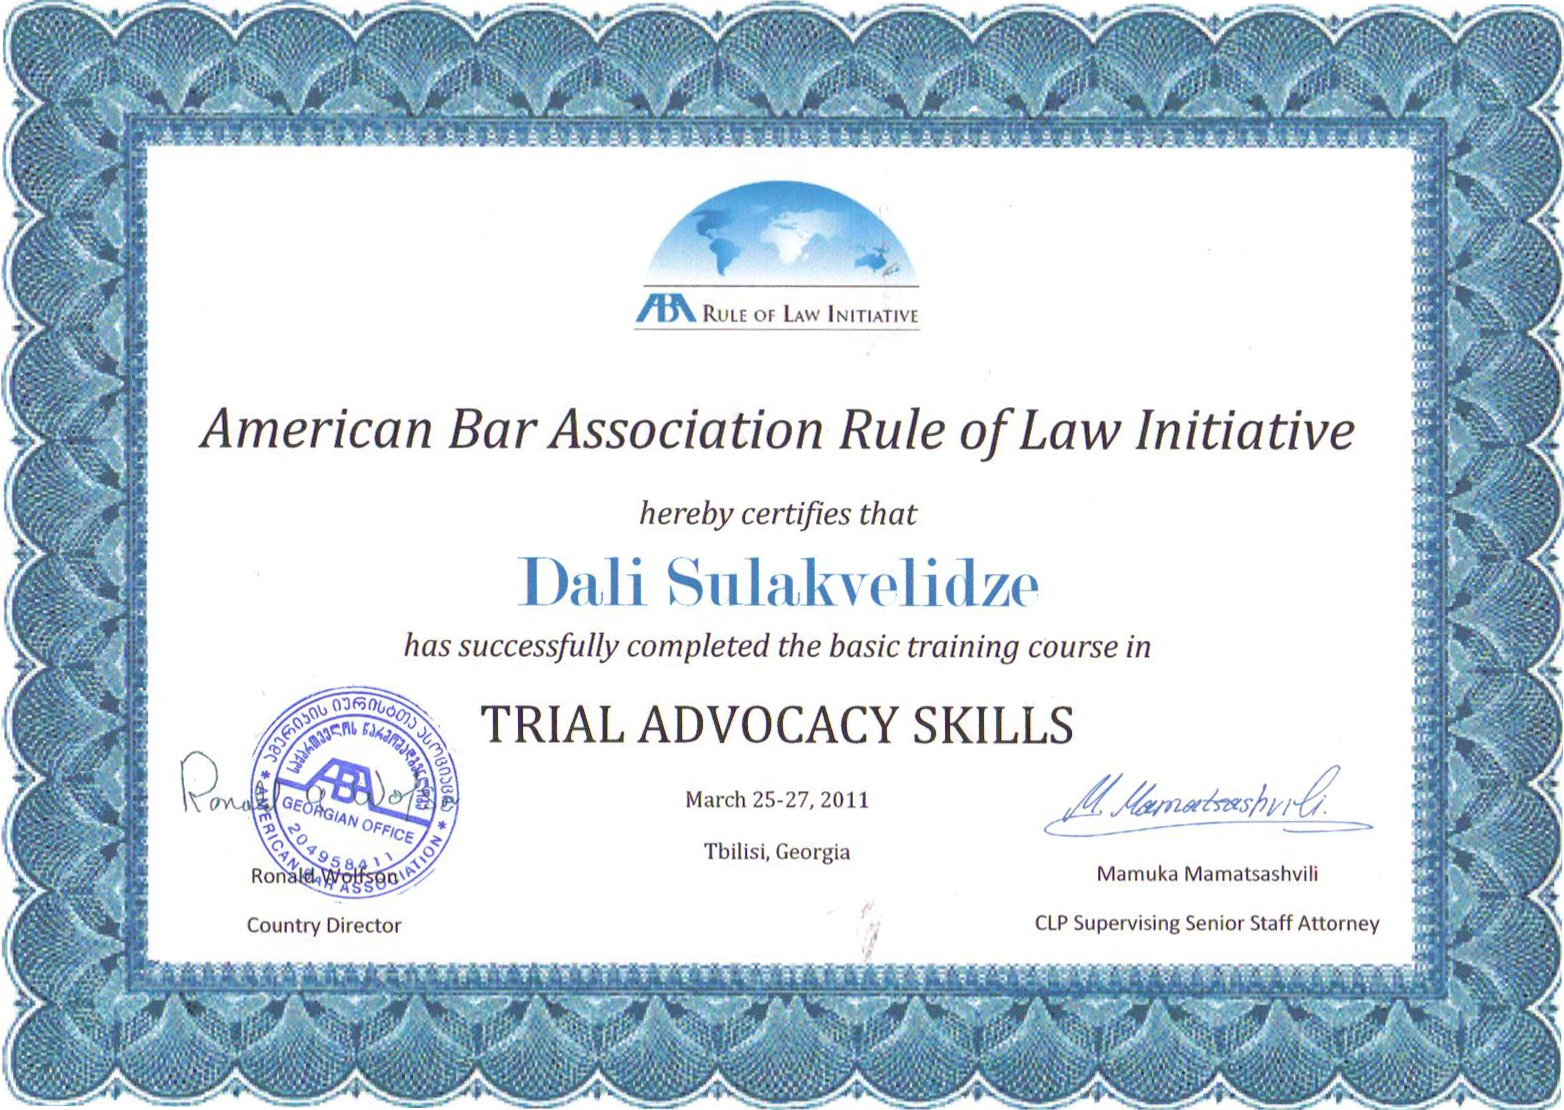 ABA RULE OF LAW INITIATIVE
American Bar Association Rule of Law Initiative
hereby certifies that
Dali Sulakvelidze
has successfully completed the basic training course in
TRIAL ADVOCACY SKILLS
March 25-27, 2011
Tbilisi, Georgia
Ronald Wolfson
ამერიკის იურისტთა ასოციაცია
საქართველოს წარმომადგენლობა
ABA
GEORGIAN OFFICE
204958411
* AMERICAN BAR ASSOCIATION *
Ronald Wolfson
Country Director
M. Mamatsashvili.
Mamuka Mamatsashvili
CLP Supervising Senior Staff Attorney